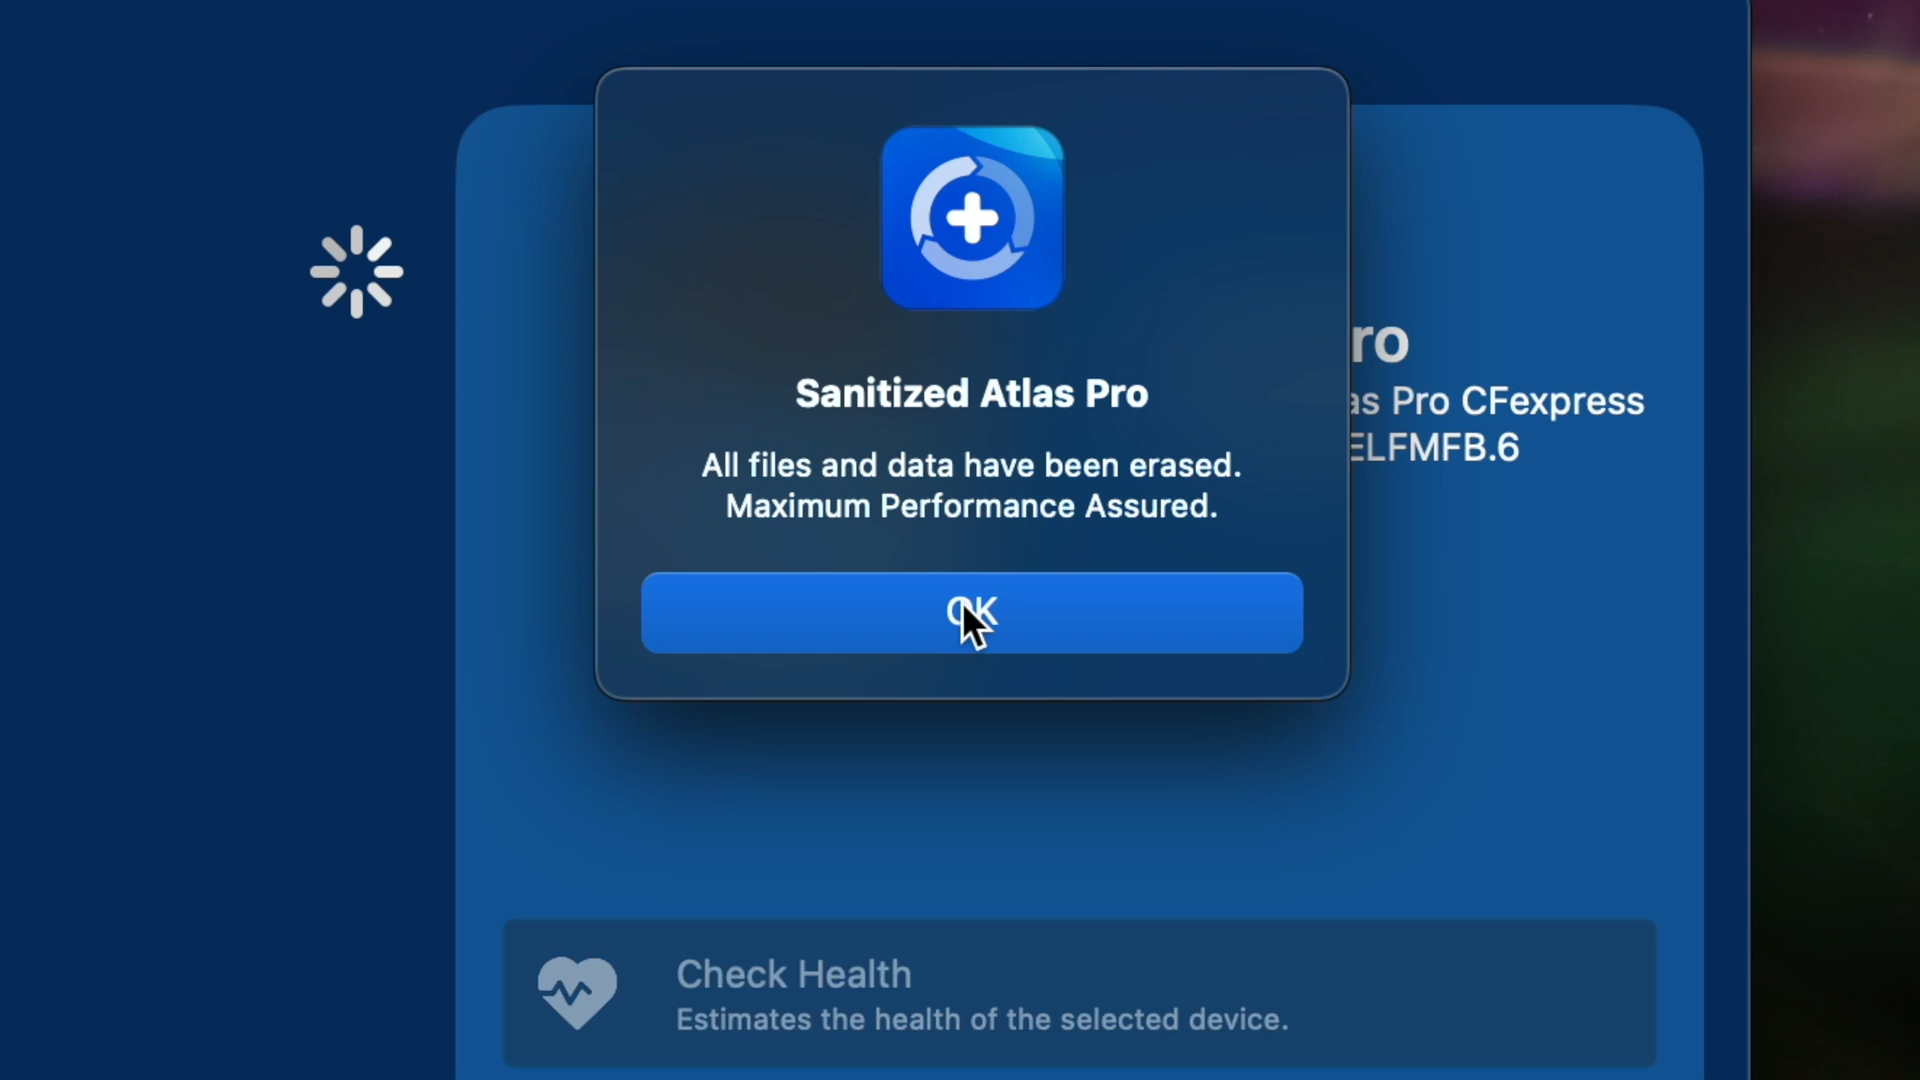 Sanitized Atlas Pro
All files and data have been erased.
Maximum Performance Assured.
OK
ro
as Pro CFexpress
ELFMFB.6
Check Health
Estimates the health of the selected device.